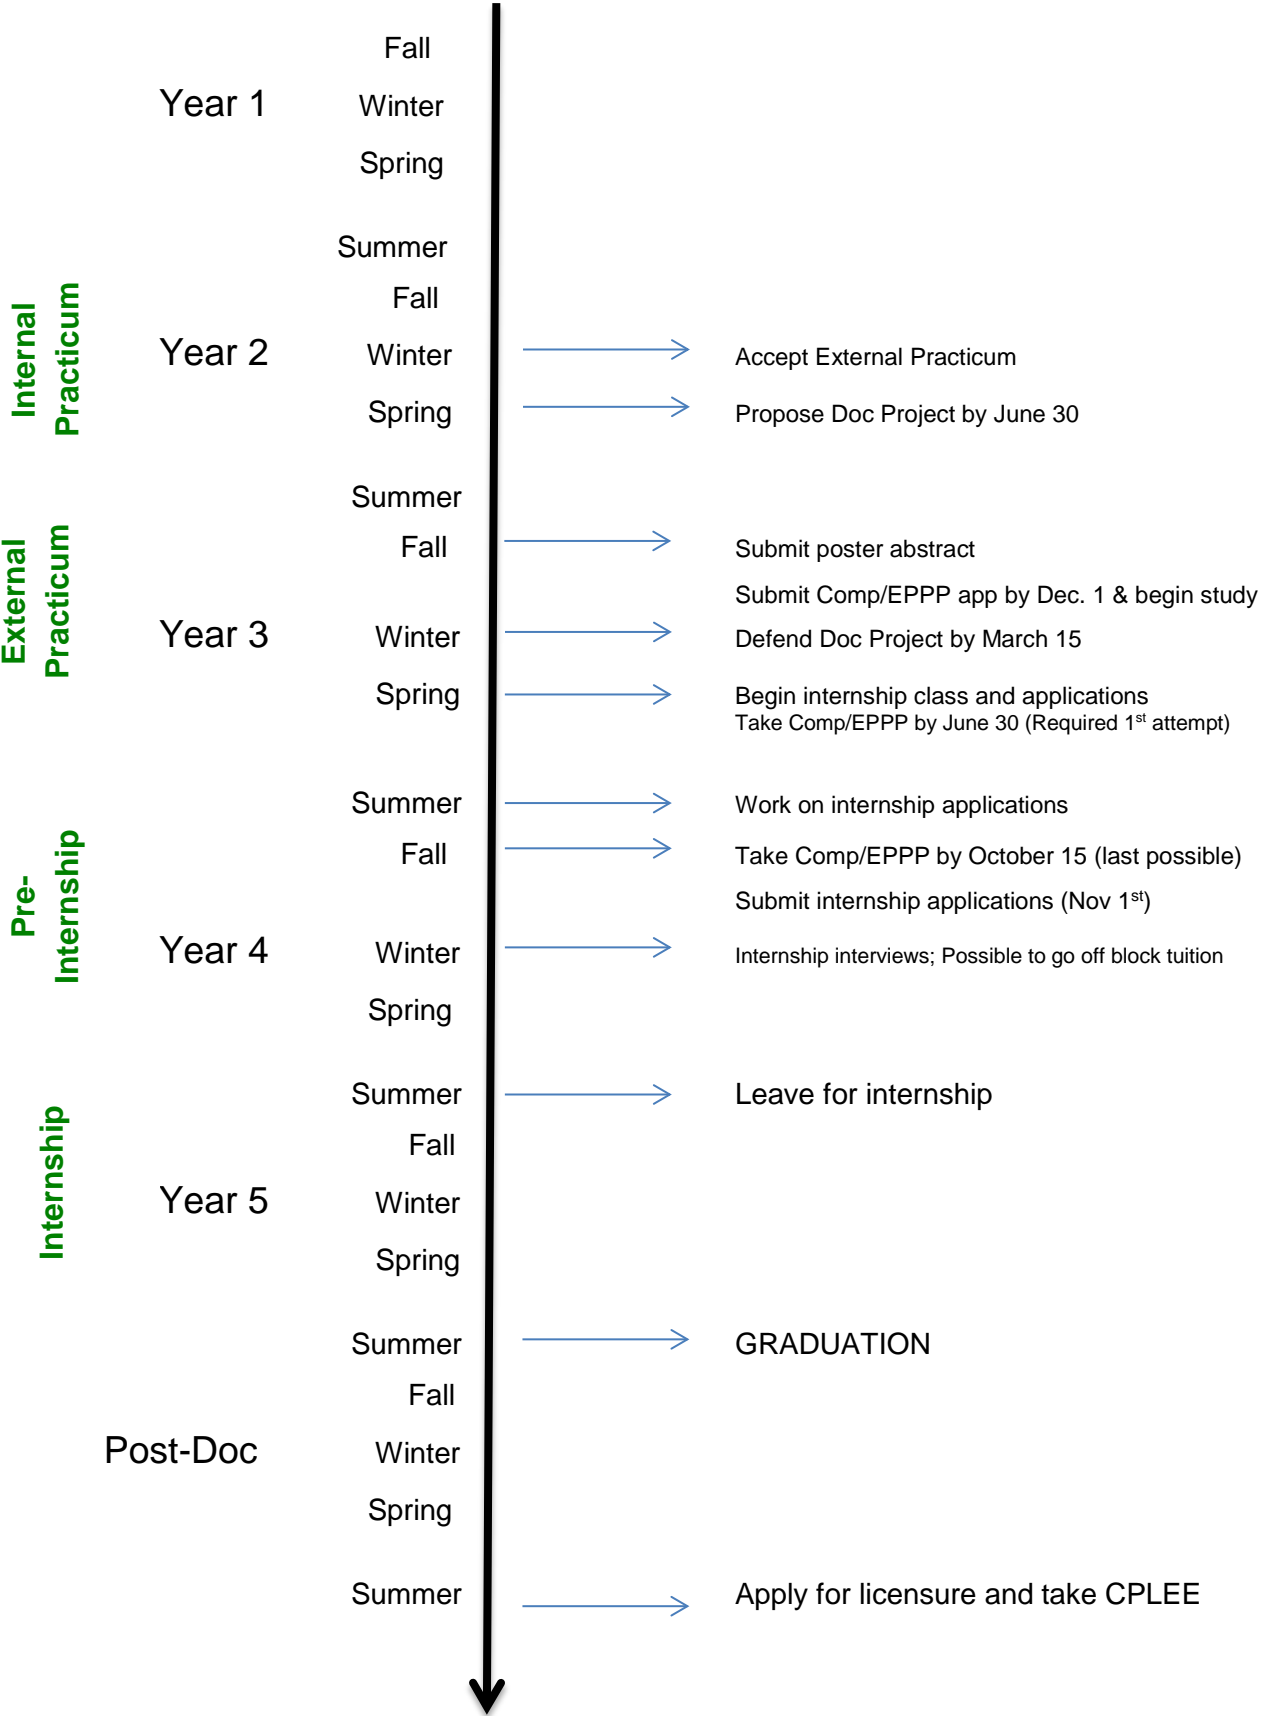 Fall
Year 1
Winter
Spring
Summer
Fall
Internal
Practicum
Year 2
Winter
Accept External Practicum
Spring
Propose Doc Project by June 30
Summer
Fall
Submit poster abstract
Submit Comp/EPPP app by Dec. 1 & begin study
External
Practicum
Year 3
Winter
Defend Doc Project by March 15
Spring
Begin internship class and applications
Take Comp/EPPP by June 30 (Required 1st attempt)
Summer
Work on internship applications
Fall
Take Comp/EPPP by October 15 (last possible)
Submit internship applications (Nov 1st)
Pre-
Internship
Year 4
Winter
Internship interviews; Possible to go off block tuition
Spring
Summer
Leave for internship
Fall
Internship
Year 5
Winter
Spring
Summer
GRADUATION
Fall
Post-Doc
Winter
Spring
Summer
Apply for licensure and take CPLEE